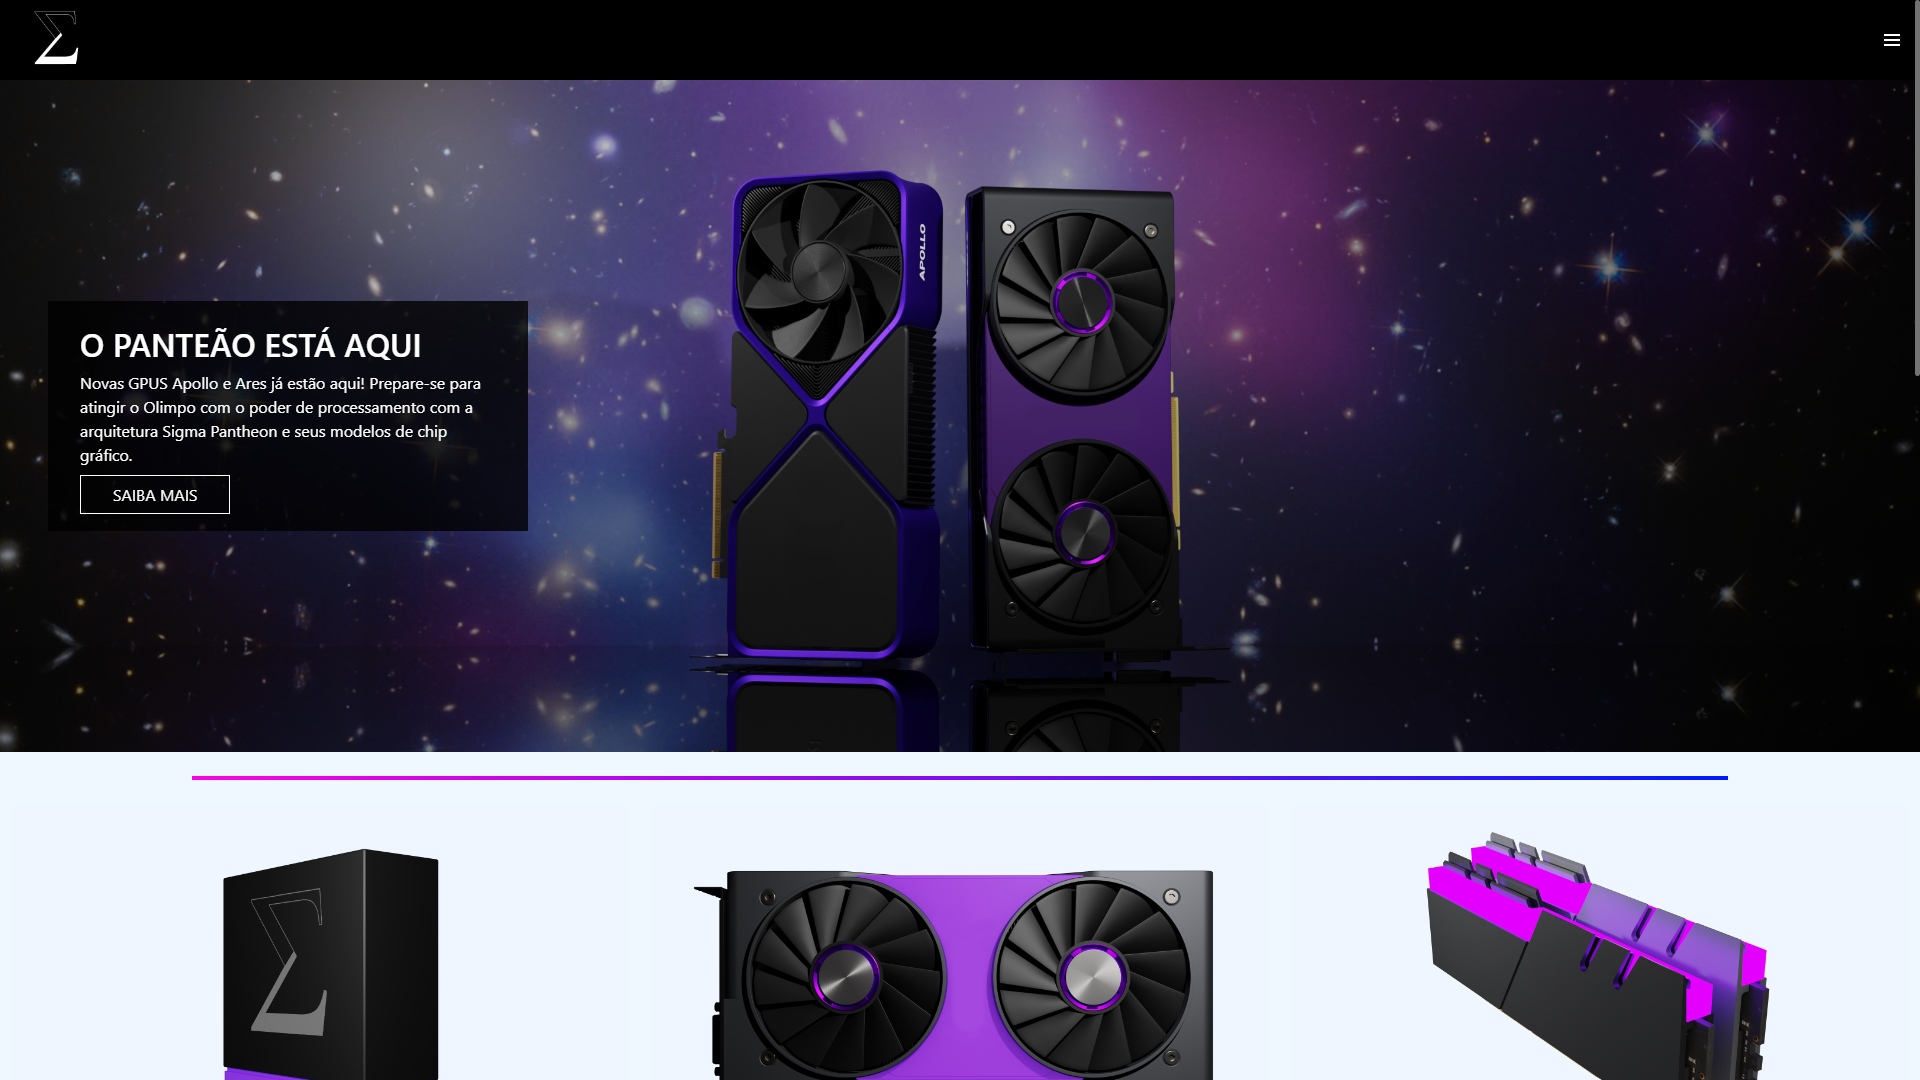 Σ
APOLLO
O PANTEÃO ESTÁ AQUI
Novas GPUS Apollo e Ares já estão aqui! Prepare-se para
atingir o Olimpo com o poder de processamento com a
arquitetura Sigma Pantheon e seus modelos de chip
gráfico.
SAIBA MAIS
Σ